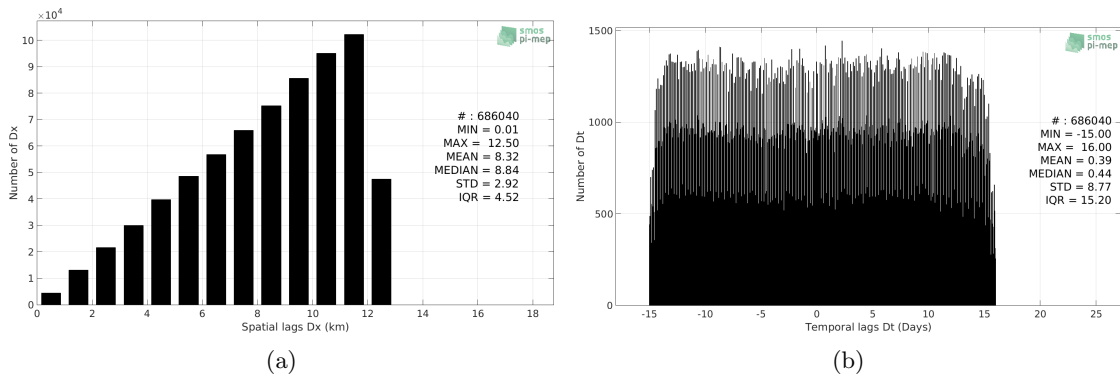 ×10⁴
10
9
8
7
6
5
4
3
2
1
0
Number of Dx
0 2 4 6 8 10 12 14 16 18
Spatial lags Dx (km)
smos
pi-mep
# : 686040
MIN = 0.01
MAX = 12.50
MEAN = 8.32
MEDIAN = 8.84
STD = 2.92
IQR = 4.52
(a)
1500
1000
500
0
Number of Dt
-15 -10 -5 0 5 10 15 20 25
Temporal lags Dt (Days)
smos
pi-mep
# : 686040
MIN = -15.00
MAX = 16.00
MEAN = 0.39
MEDIAN = 0.44
STD = 8.77
IQR = 15.20
(b)